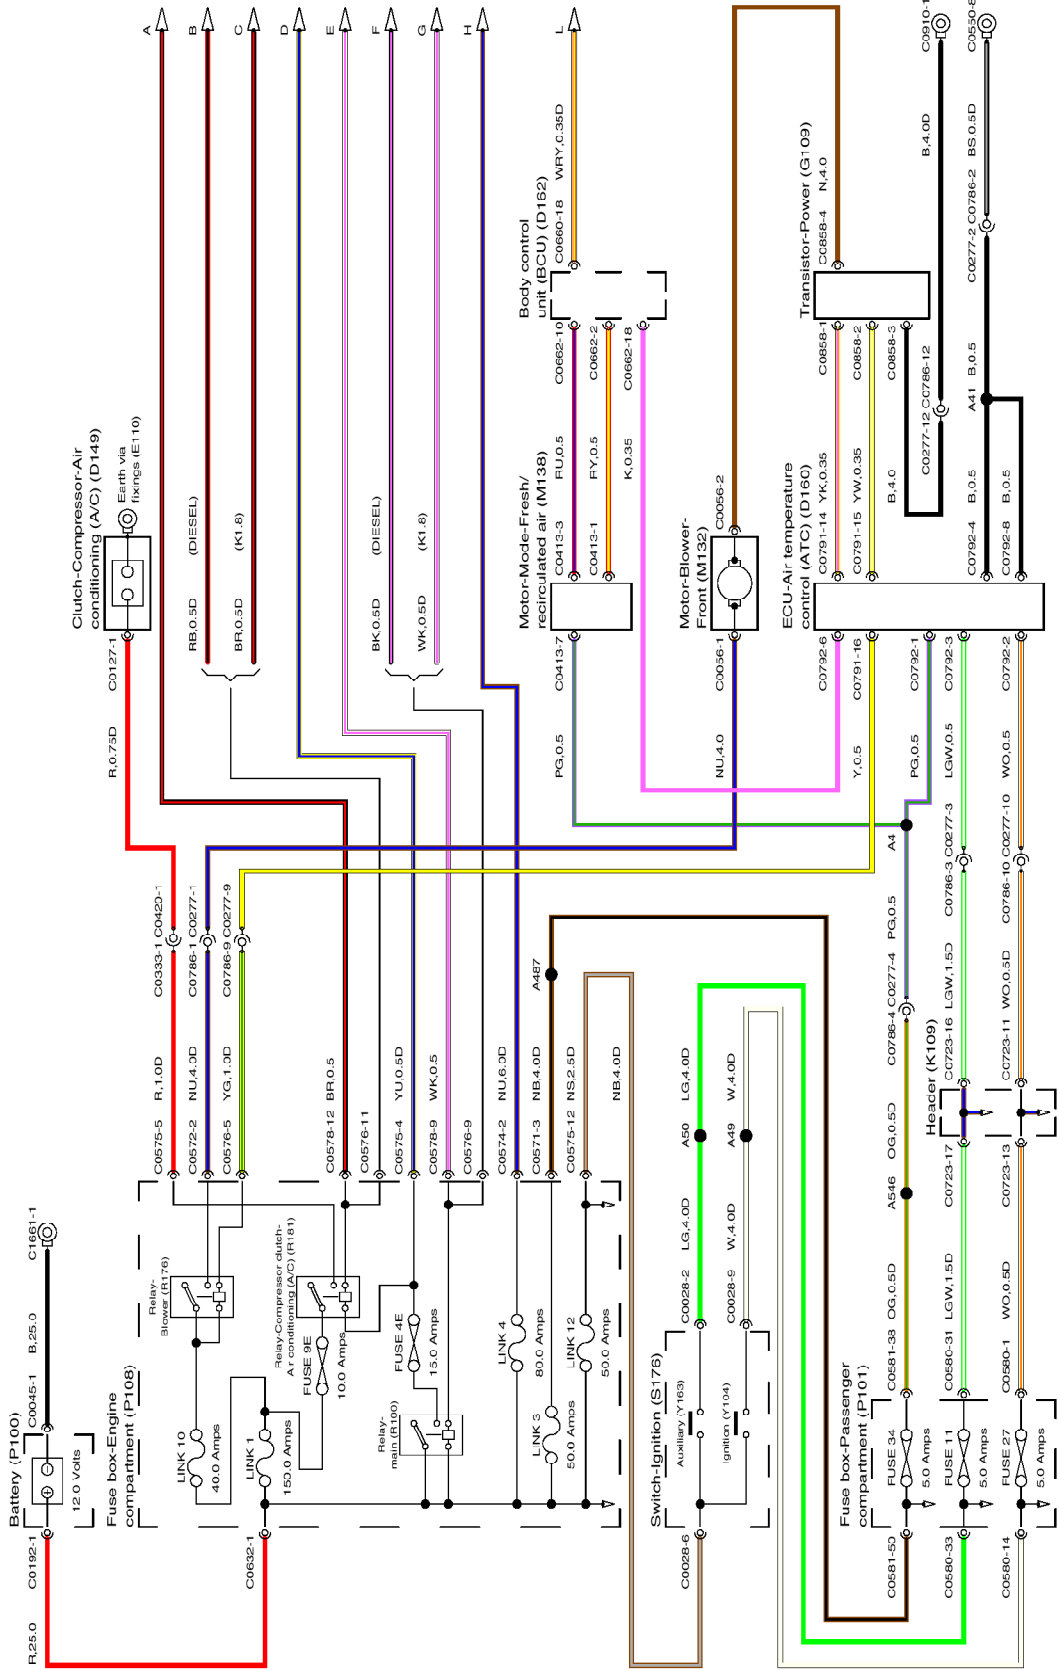 A
B
C
D
E
F
G
H
L
C0910-1
C0550-8
Clutch-Compressor-Air
conditioning (A/C) (D149)
Earth via
fixings (E110)
C0127-1
R,0.75D
RB,0.5D (DIESEL)
BR,0.5D (K1.8)
BK,0.5D (DIESEL)
WK,0.5D (K1.8)
Body control
unit (BCU) (D162)
C0660-18 WRY,0.35D
C0662-10
C0662-2
C0662-18
RU,0.5
RY,0.5
K,0.35
Motor-Mode-Fresh/
recirculated air (M138)
C0413-3
C0413-1
C0413-7
PG,0.5
Motor-Blower-
Front (M132)
C0056-2
C0056-1
NU,4.0
Transistor-Power (G109)
C0858-4 N,4.0
C0858-1
C0858-2
C0858-3
C0791-14 YK,0.35
C0791-15 YW,0.35
B,4.0
C0277-12 C0786-12
B,4.0D
C0277-2 C0786-2 BS,0.5D
A41 B,0.5
C0792-4 B,0.5
C0792-8 B,0.5
ECU-Air temperature
control (ATC) (D160)
C0792-6
C0791-16
C0792-1
C0792-3
C0792-2
Y,0.5
PG,0.5
LGW,0.5
WO,0.5
A4
C0786-4 C0277-4 PG,0.5
C0786-3 C0277-3
C0786-10 C0277-10
C0333-1 C0420-1
C0786-1 C0277-1
C0786-9 C0277-9
C0575-5 R,1.0D
C0572-2 NU,4.0D
C0576-5 YG,1.0D
C0578-12 BR,0.5
C0576-11
C0575-4 YU,0.5D
C0578-9 WK,0.5
C0576-9
C0574-2 NU,6.0D
C0571-3 NB,4.0D
A487
C0575-12 NS,2.5D
NB,4.0D
LG,4.0D
A50
LG,4.0D
W,4.0D
A49
W,4.0D
C0028-2
C0028-9
C0028-6
Header (K109)
C0723-16 LGW,1.5D
C0723-11 WO,0.5D
C0723-17
C0723-13
OG,0.5D
A546
C0581-38 OG,0.5D
C0580-31 LGW,1.5D
C0580-1 WO,0.5D
Battery (P100)
12.0 Volts
C0192-1
R,25.0
C0045-1
B,25.0
C1661-1
Fuse box-Engine
compartment (P108)
C0632-1
Relay-
Blower (R176)
LINK 10
40.0 Amps
LINK 1
150.0 Amps
Relay-Compressor clutch-
Air conditioning (A/C) (R181)
FUSE 9E
10.0 Amps
Relay-
main (R100)
FUSE 4E
15.0 Amps
LINK 4
80.0 Amps
LINK 3
50.0 Amps
LINK 12
50.0 Amps
Switch-Ignition (S176)
Auxiliary (Y163)
Ignition (Y104)
Fuse box-Passenger
compartment (P101)
FUSE 34
5.0 Amps
FUSE 11
5.0 Amps
FUSE 27
5.0 Amps
C0581-50
C0580-33
C0580-14